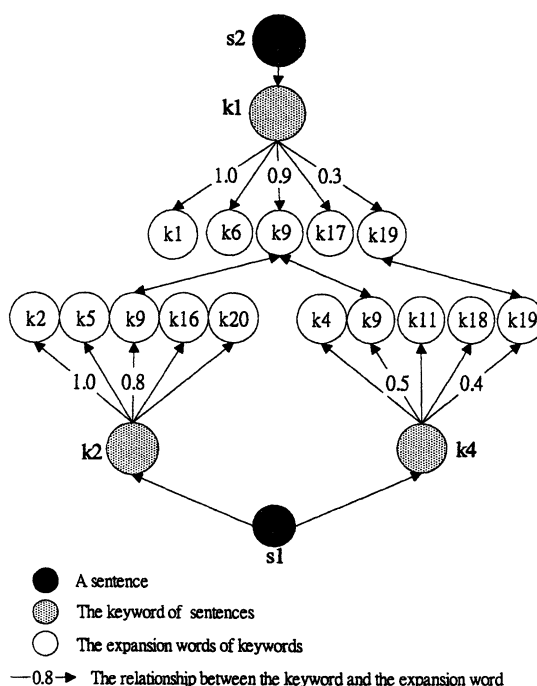 s2
k1
1.0 0.9 0.3
k1 k6 k9 k17 k19
k2 k5 k9 k16 k20 k4 k9 k11 k18 k19
1.0 0.8 0.5 0.4
k2 k4
s1
A sentence
The keyword of sentences
The expansion words of keywords
0.8 The relationship between the keyword and the expansion word